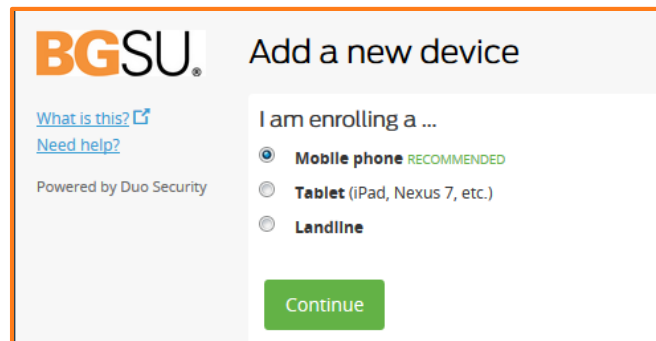 BGSU®
What is this?
Need help?
Powered by Duo Security
Add a new device
I am enrolling a ...
Mobile phone RECOMMENDED
Tablet (iPad, Nexus 7, etc.)
Landline
Continue